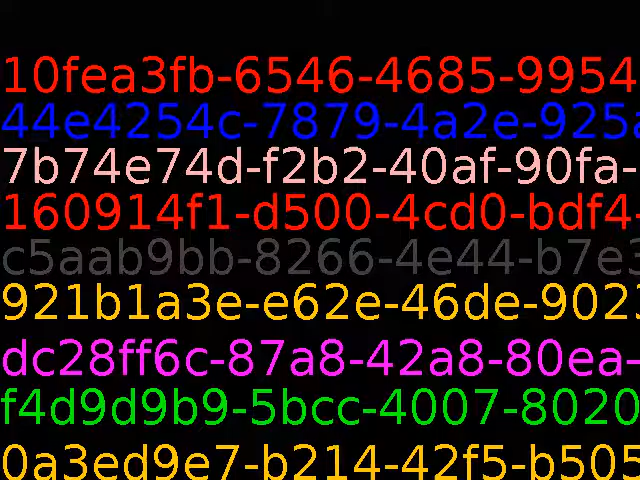 10fea3fb-6546-4685-9954
44e4254c-7879-4a2e-925a
7b74e74d-f2b2-40af-90fa-
160914f1-d500-4cd0-bdf4-
c5aab9bb-8266-4e44-b7e3
921b1a3e-e62e-46de-9023
dc28ff6c-87a8-42a8-80ea-
f4d9d9b9-5bcc-4007-8020
0a3ed9e7-b214-42f5-b505